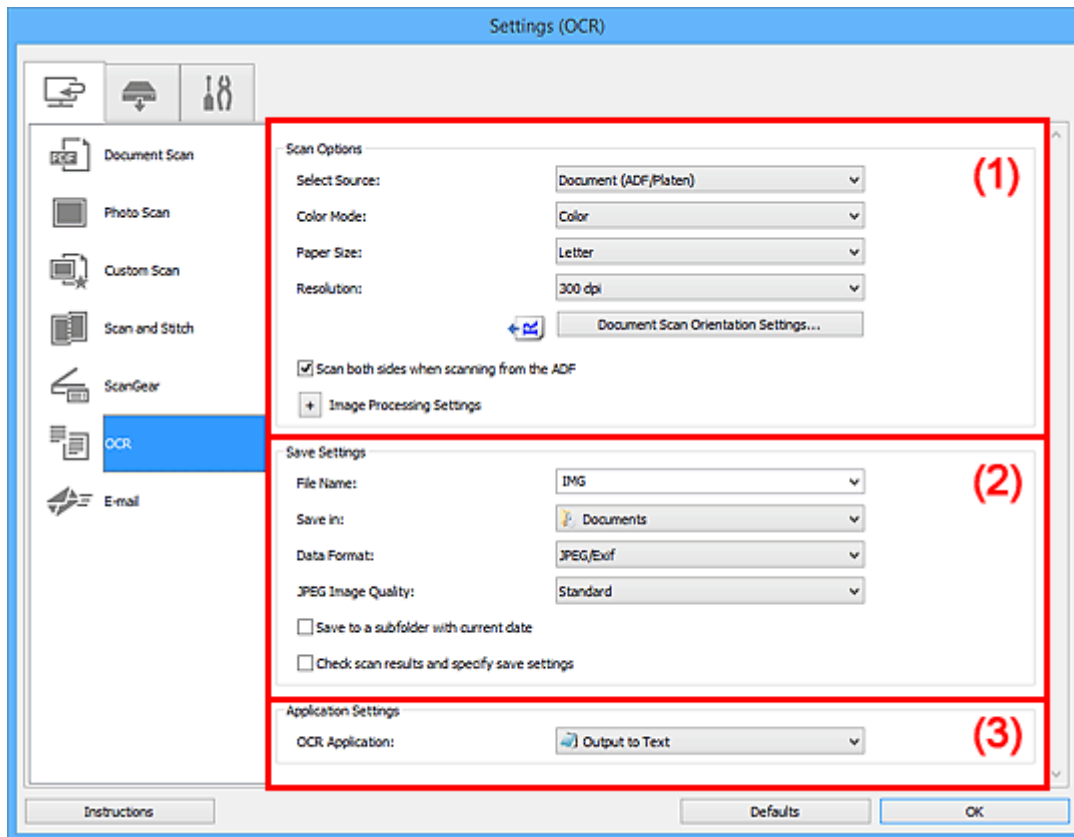 Settings (OCR)
Document Scan
Photo Scan
Custom Scan
Scan and Stitch
ScanGear
OCR
E-mail
Scan Options
(1)
Select Source: Document (ADF/Platen)
Color Mode: Color
Paper Size: Letter
Resolution: 300 dpi
Document Scan Orientation Settings...
Scan both sides when scanning from the ADF
+ Image Processing Settings
Save Settings
(2)
File Name: IMG
Save in: Documents
Data Format: JPEG/Exif
JPEG Image Quality: Standard
Save to a subfolder with current date
Check scan results and specify save settings
Application Settings
(3)
OCR Application: Output to Text
Instructions Defaults OK